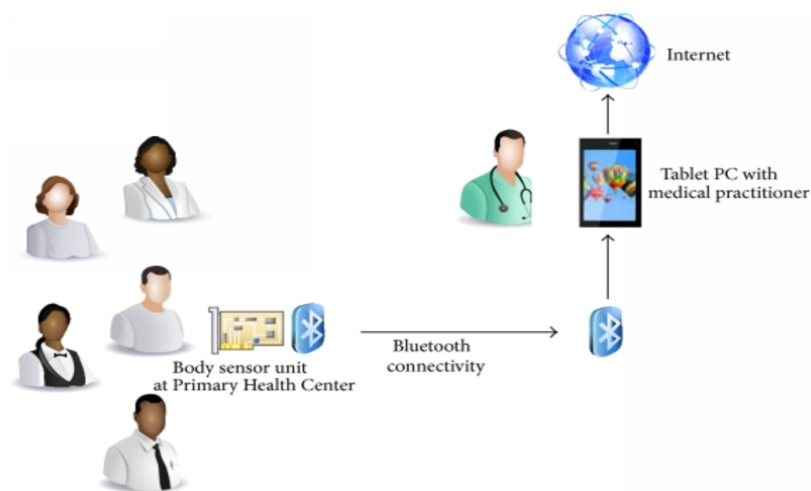 Internet
Tablet PC with
medical practitioner
Body sensor unit
at Primary Health Center
Bluetooth
connectivity